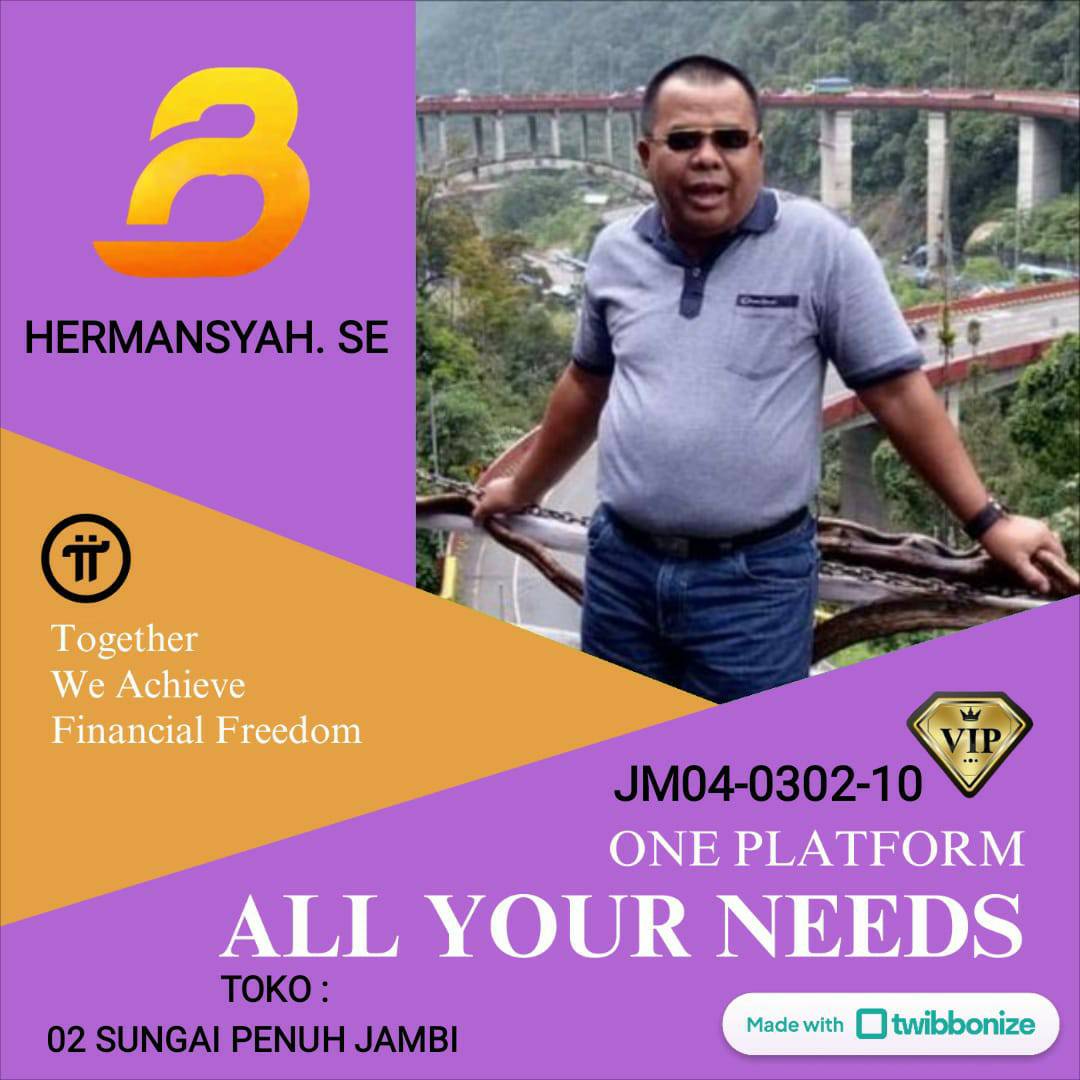 HERMANSYAH. SE
Together
We Achieve
Financial Freedom
VIP
JM04-0302-10
ONE PLATFORM
ALL YOUR NEEDS
TOKO :
02 SUNGAI PENUH JAMBI
Made with twibbonize